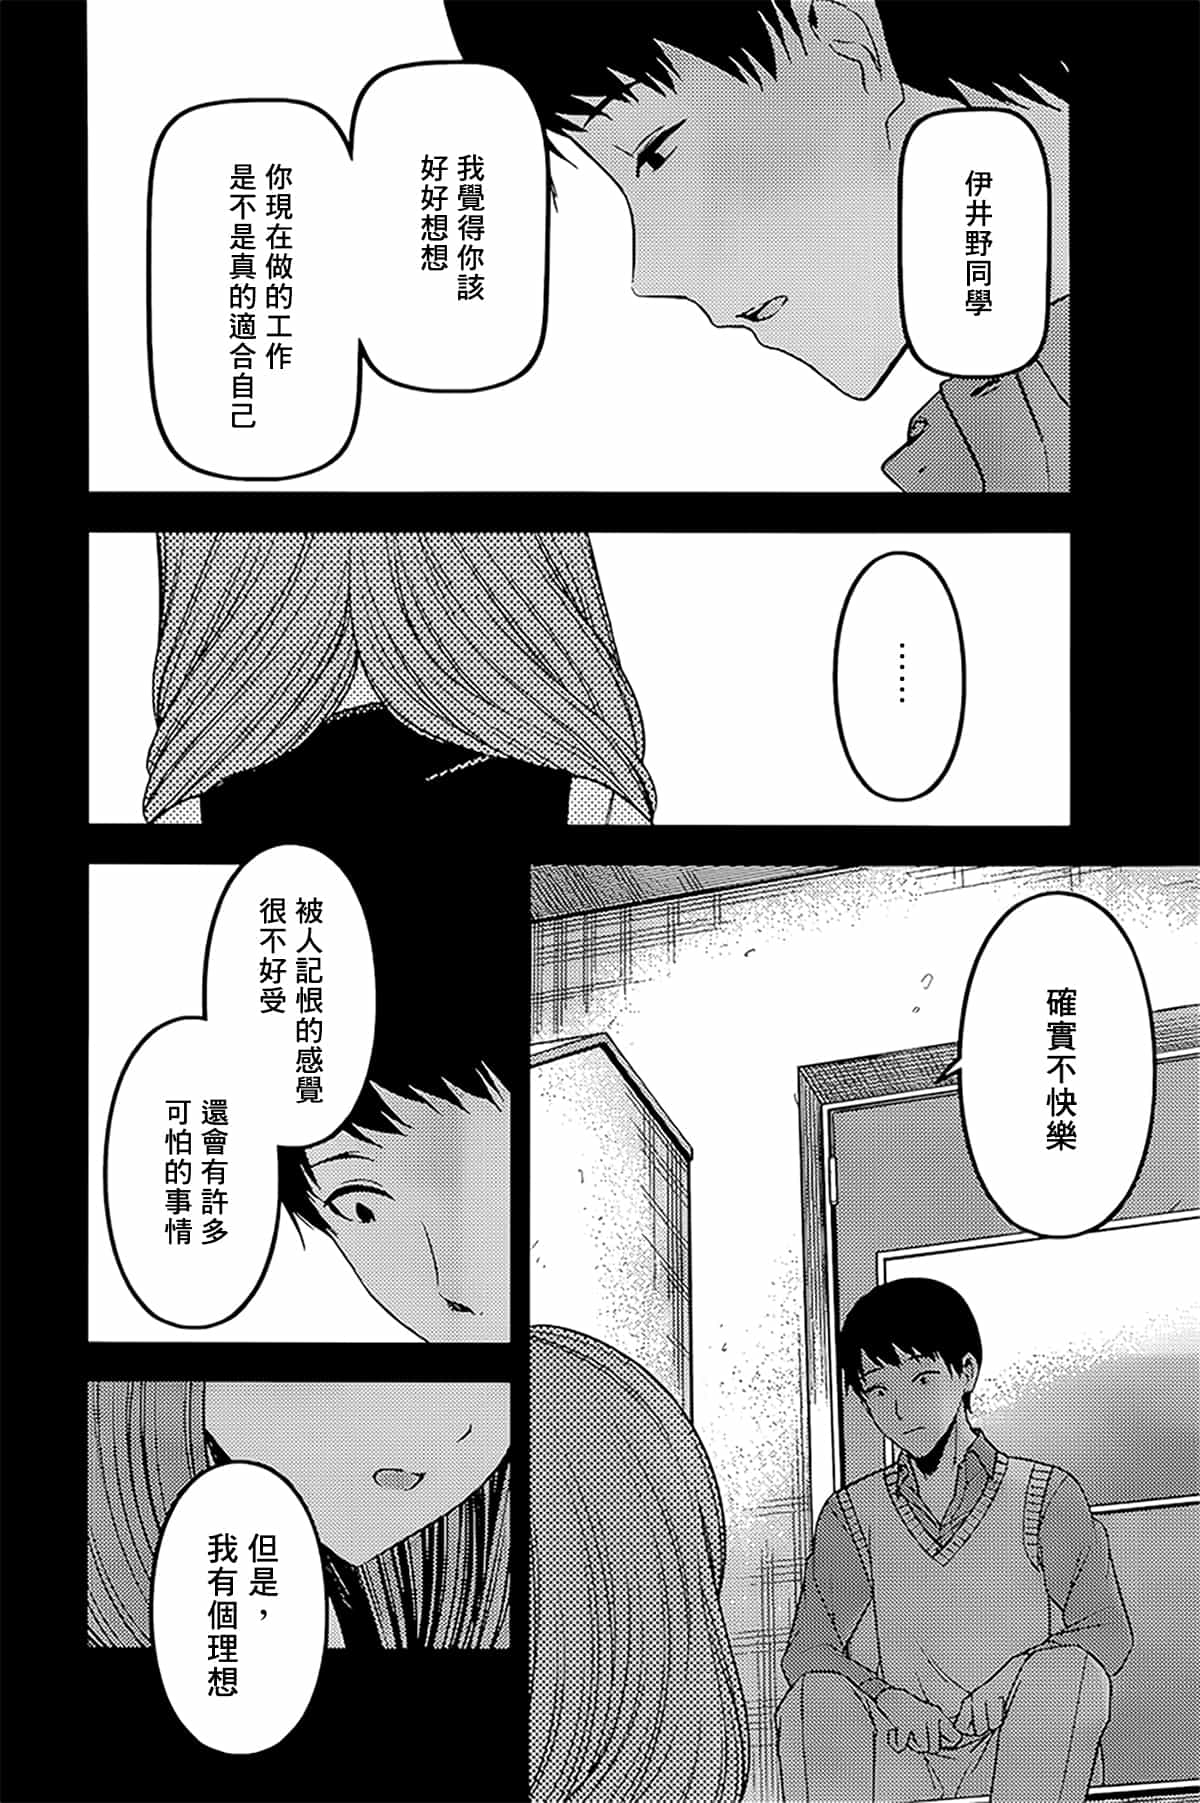 伊井野同學
我覺得你該
好好想想
你現在做的工作
是不是真的適合自己
……
確實不快樂
被人記恨的感覺
很不好受
還會有許多
可怕的事情
但是，
我有個理想